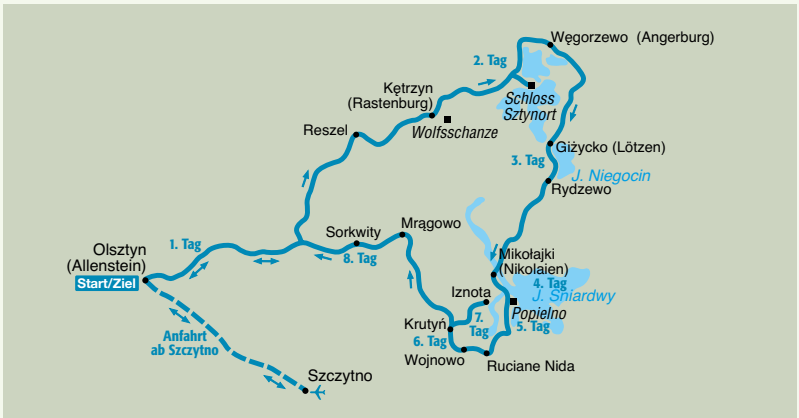 Węgorzewo (Angerburg)
2. Tag
Kętrzyn
(Rastenburg)
Schloss
Sztynort
Reszel
Wolfsschanze
Giżycko (Lötzen)
3. Tag
J. Niegocin
Rydzewo
Sorkwity
Mrągowo
1. Tag
Olsztyn
(Allenstein)
Start/Ziel
8. Tag
Mikołajki
(Nikolaien)
4. Tag
Iznota
J. Sniardwy
Popielno
7.
Tag
5. Tag
Krutyń
6. Tag
Anfahrt
ab Szczytno
Wojnowo
Ruciane Nida
Szczytno